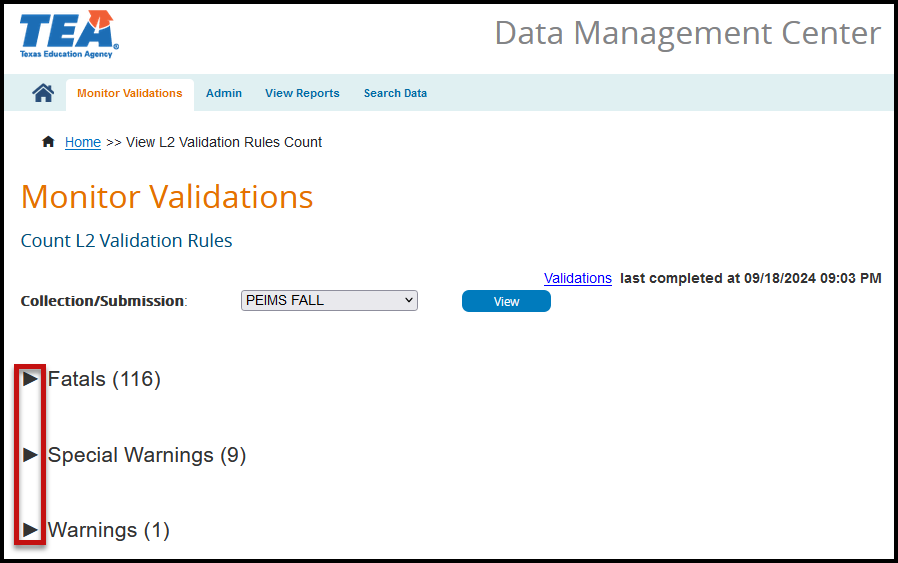 TEA
Texas Education Agency
Data Management Center
Monitor Validations Admin View Reports Search Data
Home >> View L2 Validation Rules Count
Monitor Validations
Count L2 Validation Rules
Validations last completed at 09/18/2024 09:03 PM
Collection/Submission: PEIMS FALL View
Fatals (116)
Special Warnings (9)
Warnings (1)